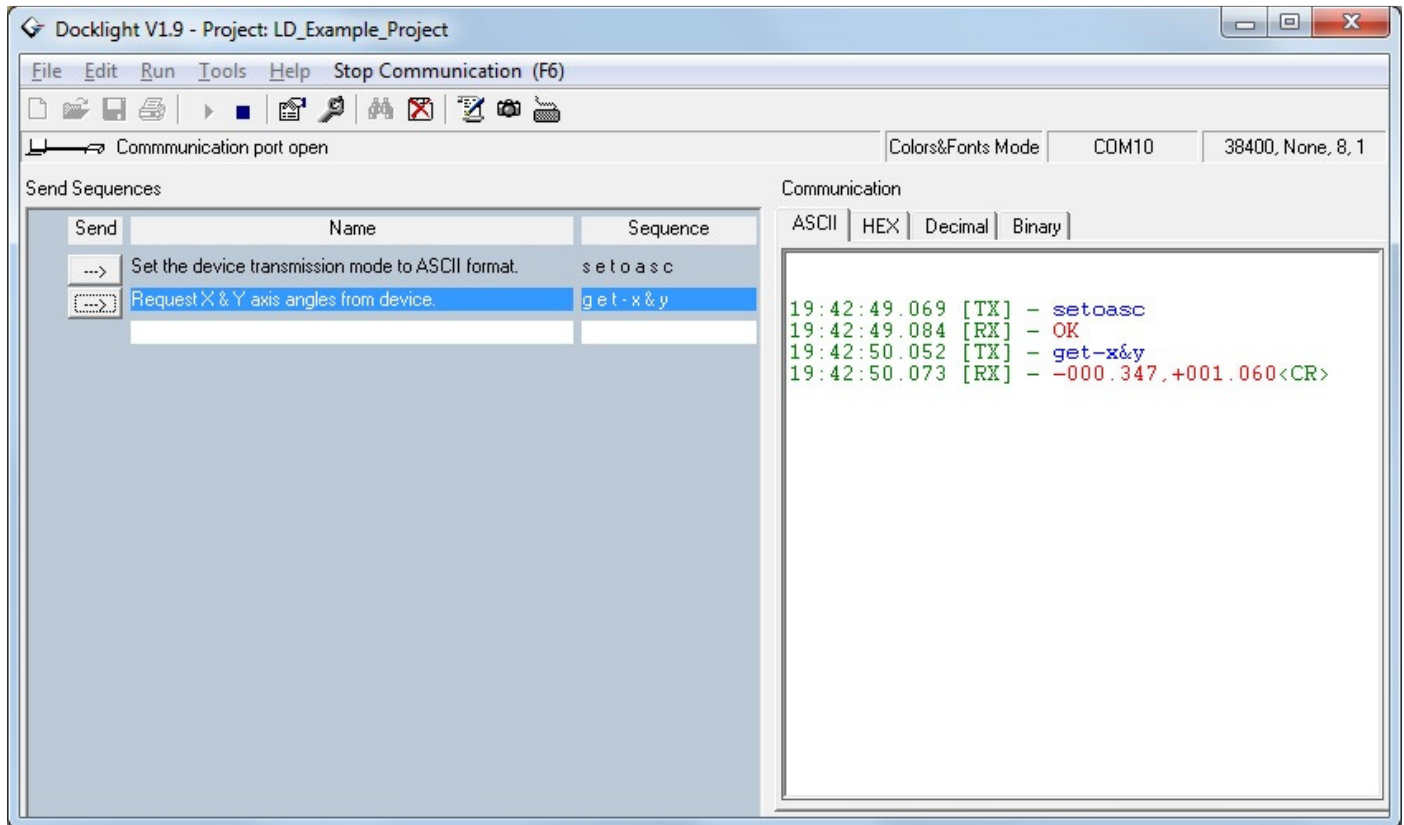 Docklight V1.9 - Project: LD_Example_Project
File Edit Run Tools Help Stop Communication (F6)
Commmunication port open Colors&Fonts Mode COM10 38400, None, 8, 1
Send Sequences
Send Name Sequence
---> Set the device transmission mode to ASCII format. s e t o a s c
---> Request X & Y axis angles from device. g e t - x & y
Communication
ASCII HEX Decimal Binary
19:42:49.069 [TX] - setoasc
19:42:49.084 [RX] - OK
19:42:50.052 [TX] - get-x&y
19:42:50.073 [RX] - -000.347,+001.060<CR>